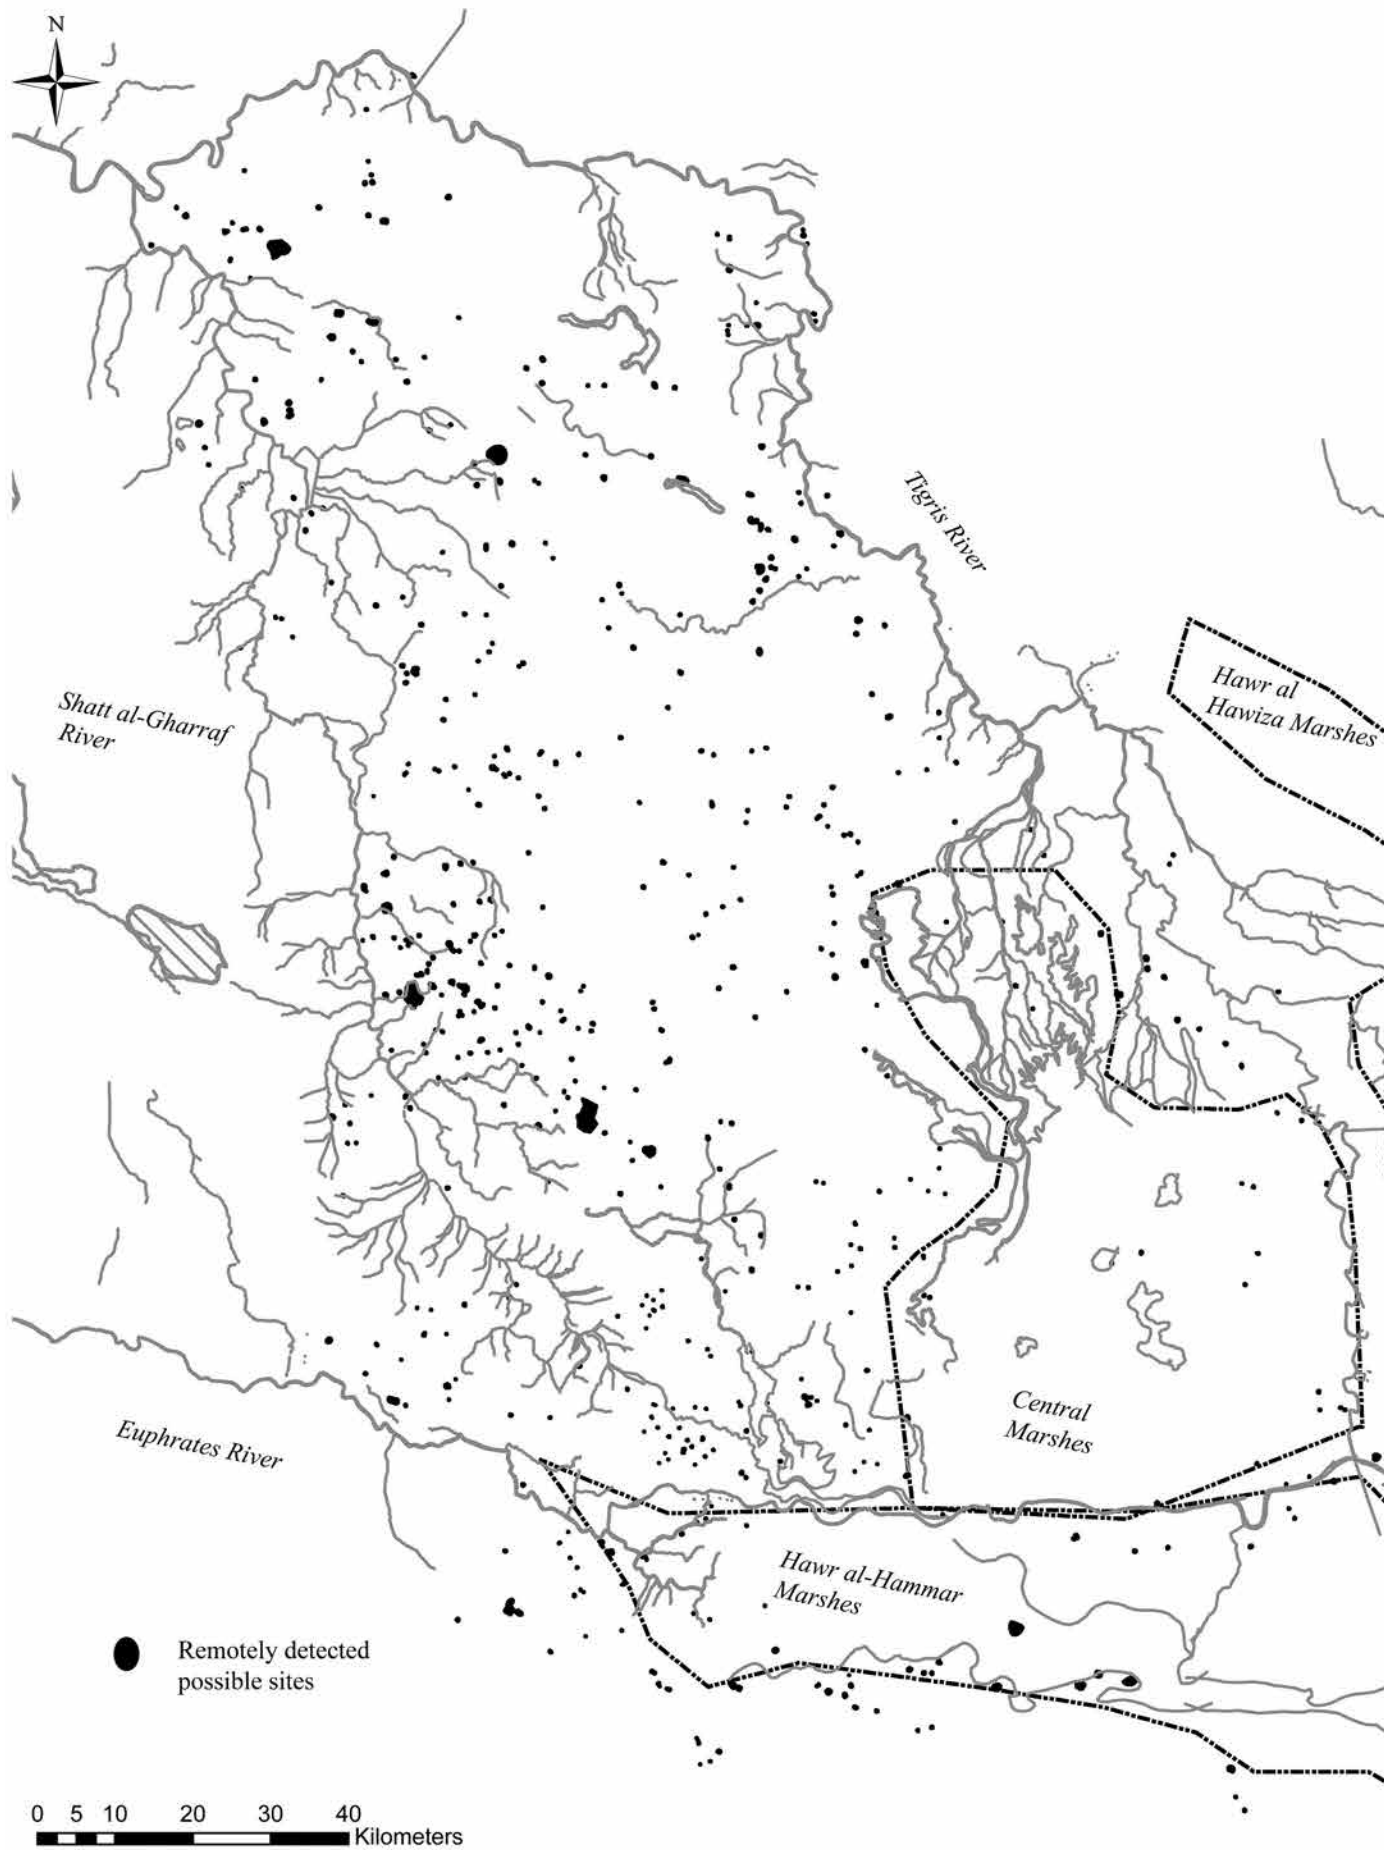 N
Tigris River
Hawr al
Hawiza Marshes
Shatt al-Gharraf
River
Central
Marshes
Euphrates River
Hawr al-Hammar
Marshes
Remotely detected
possible sites
0 5 10 20 30 40
Kilometers